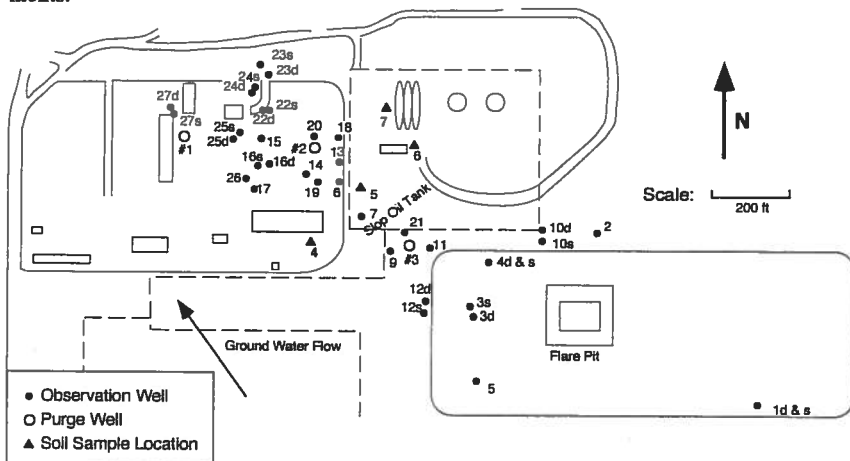 23s
23d
24s
24d
27d
27s
22s
22d
#1
25s
25d
15
20
#2
18
13
16s
16d
14
26
17
19
6
7
6
5
7
Slop Oil Tank
N
Scale:
200 ft
21
9
#3
11
10d
10s
2
4
4d & s
12d
12s
3s
3d
Flare Pit
Ground Water Flow
5
1d & s
Observation Well
Purge Well
Soil Sample Location